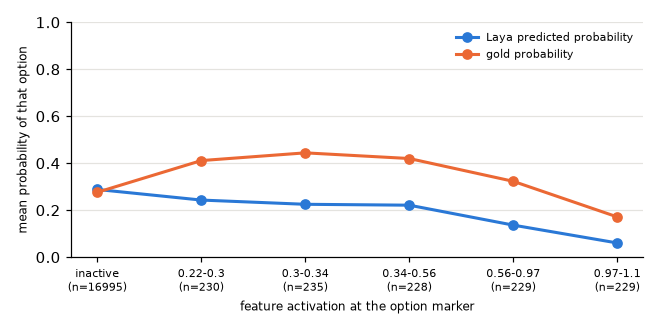 1.0
0.8
0.6
0.4
0.2
0.0
mean probability of that option
Laya predicted probability
gold probability
inactive
(n=16995)
0.22-0.3
(n=230)
0.3-0.34
(n=235)
0.34-0.56
(n=228)
0.56-0.97
(n=229)
0.97-1.1
(n=229)
feature activation at the option marker